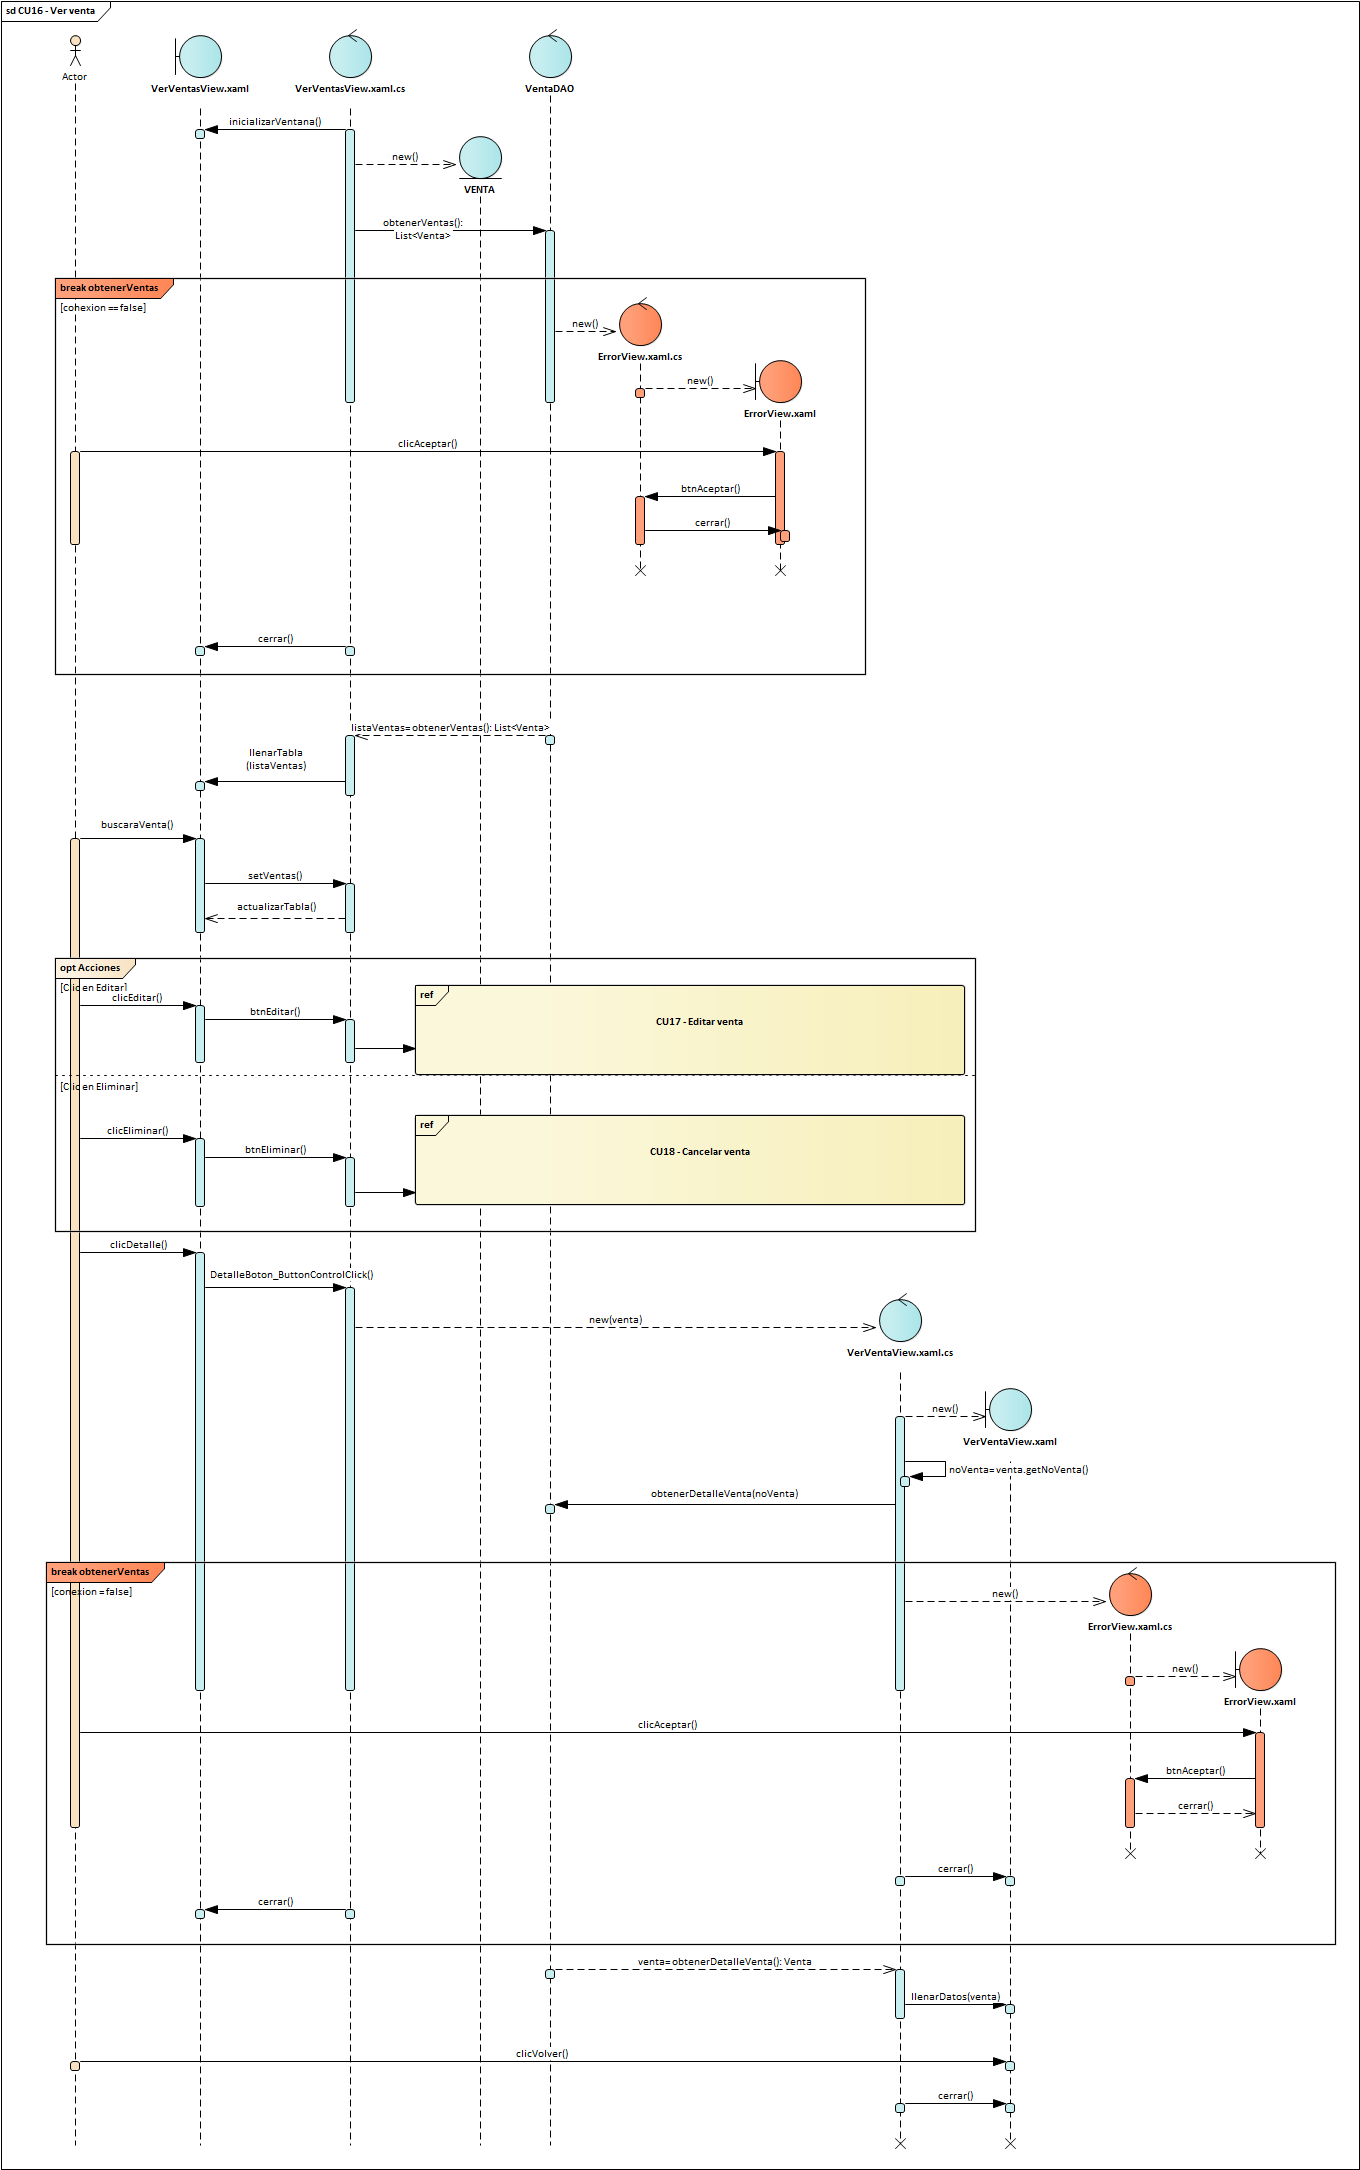 sd CU16 - Ver venta
Actor
VerVentasView.xaml
VerVentasView.xaml.cs
VentaDAO
inicializarVentana()
new()
VENTA
obtenerVentas():
List<Venta>
break obtenerVentas
[conexion == false]
new()
ErrorView.xaml.cs
new()
ErrorView.xaml
clicAceptar()
btnAceptar()
cerrar()
cerrar()
listaVentas= obtenerVentas(): List<Venta>
llenarTabla
(listaVentas)
buscaraVenta()
setVentas()
actualizarTabla()
opt Acciones
[Clic en Editar]
clicEditar()
btnEditar()
ref
CU17 - Editar venta
[Clic en Eliminar]
clicEliminar()
btnEliminar()
ref
CU18 - Cancelar venta
clicDetalle()
DetalleBoton_ButtonControlClick()
new(venta)
VerVentaView.xaml.cs
new()
VerVentaView.xaml
noVenta= venta.getNoVenta()
obtenerDetalleVenta(noVenta)
break obtenerVentas
[conexion = false]
new()
ErrorView.xaml.cs
new()
ErrorView.xaml
clicAceptar()
btnAceptar()
cerrar()
cerrar()
cerrar()
venta= obtenerDetalleVenta(): Venta
llenarDatos(venta)
clicVolver()
cerrar()